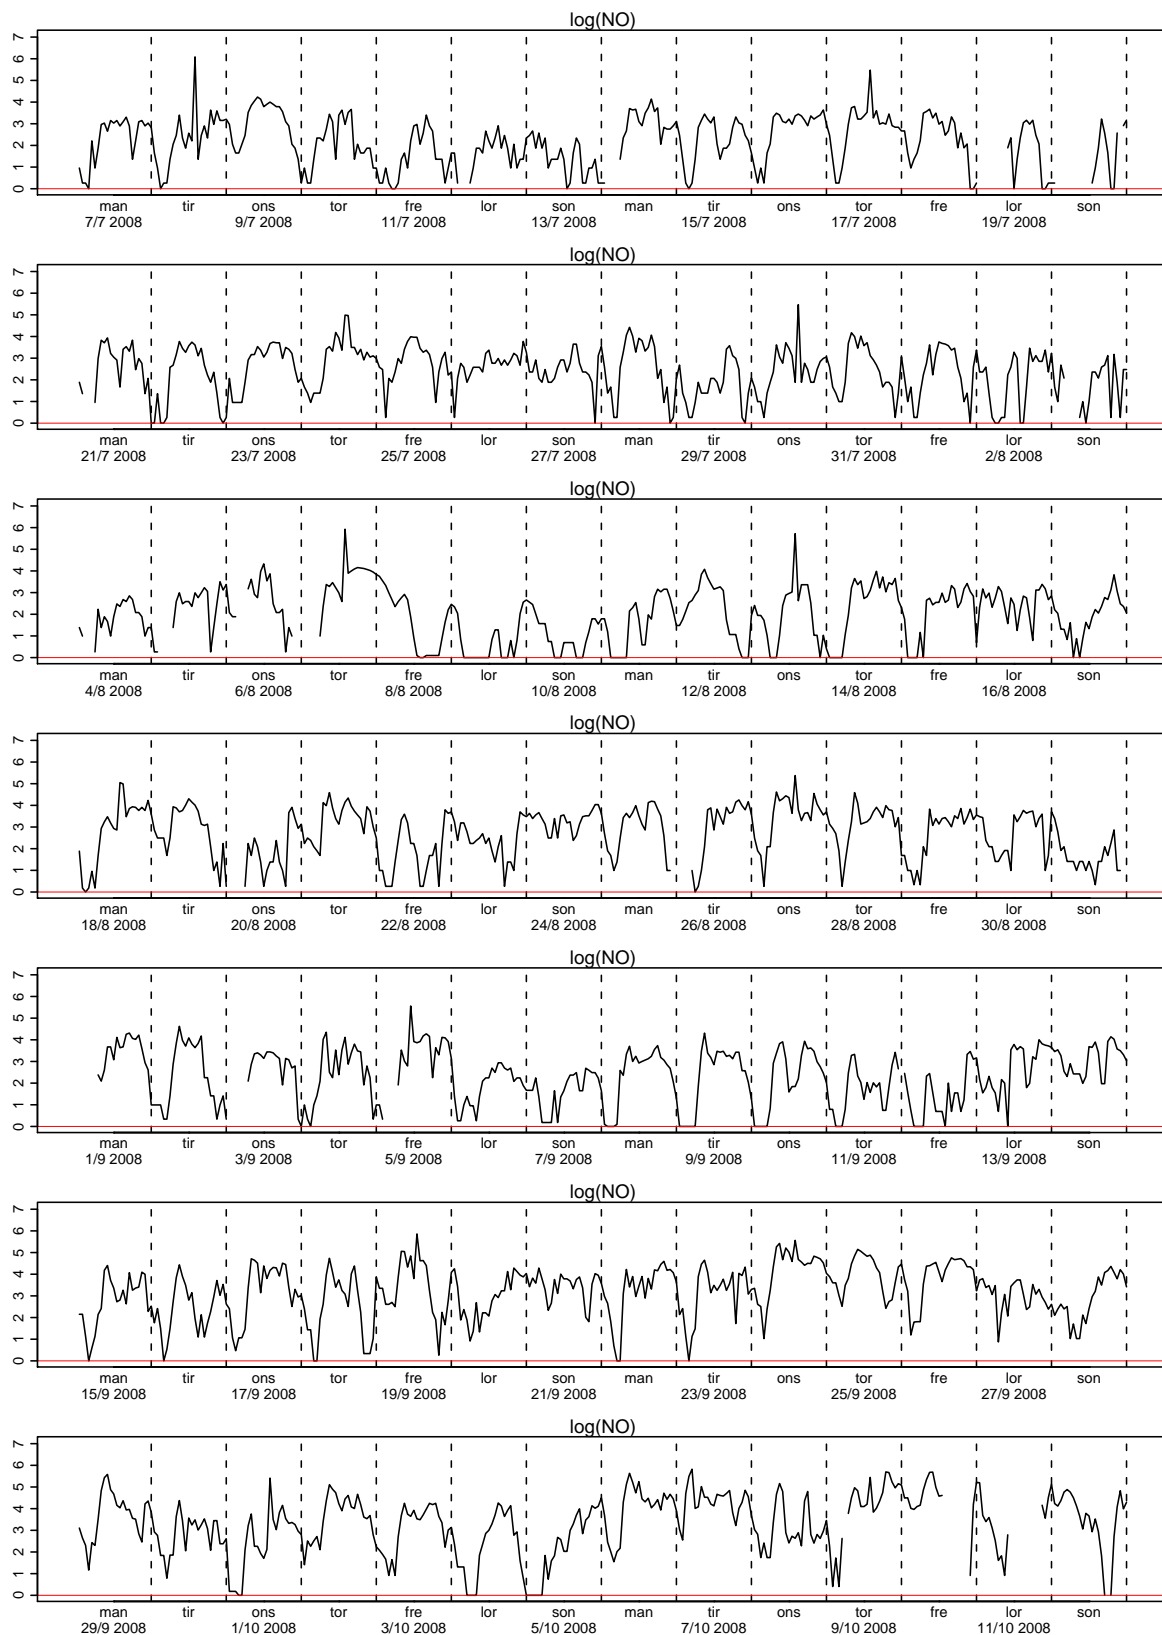 log(NO)
7
6
5
4
3
2
1
0
man tir ons tor fre lor son man tir ons tor fre lor son
7/7 2008 9/7 2008 11/7 2008 13/7 2008 15/7 2008 17/7 2008 19/7 2008
log(NO)
7
6
5
4
3
2
1
0
man tir ons tor fre lor son man tir ons tor fre lor son
21/7 2008 23/7 2008 25/7 2008 27/7 2008 29/7 2008 31/7 2008 2/8 2008
log(NO)
7
6
5
4
3
2
1
0
man tir ons tor fre lor son man tir ons tor fre lor son
4/8 2008 6/8 2008 8/8 2008 10/8 2008 12/8 2008 14/8 2008 16/8 2008
log(NO)
7
6
5
4
3
2
1
0
man tir ons tor fre lor son man tir ons tor fre lor son
18/8 2008 20/8 2008 22/8 2008 24/8 2008 26/8 2008 28/8 2008 30/8 2008
log(NO)
7
6
5
4
3
2
1
0
man tir ons tor fre lor son man tir ons tor fre lor son
1/9 2008 3/9 2008 5/9 2008 7/9 2008 9/9 2008 11/9 2008 13/9 2008
log(NO)
7
6
5
4
3
2
1
0
man tir ons tor fre lor son man tir ons tor fre lor son
15/9 2008 17/9 2008 19/9 2008 21/9 2008 23/9 2008 25/9 2008 27/9 2008
log(NO)
7
6
5
4
3
2
1
0
man tir ons tor fre lor son man tir ons tor fre lor son
29/9 2008 1/10 2008 3/10 2008 5/10 2008 7/10 2008 9/10 2008 11/10 2008